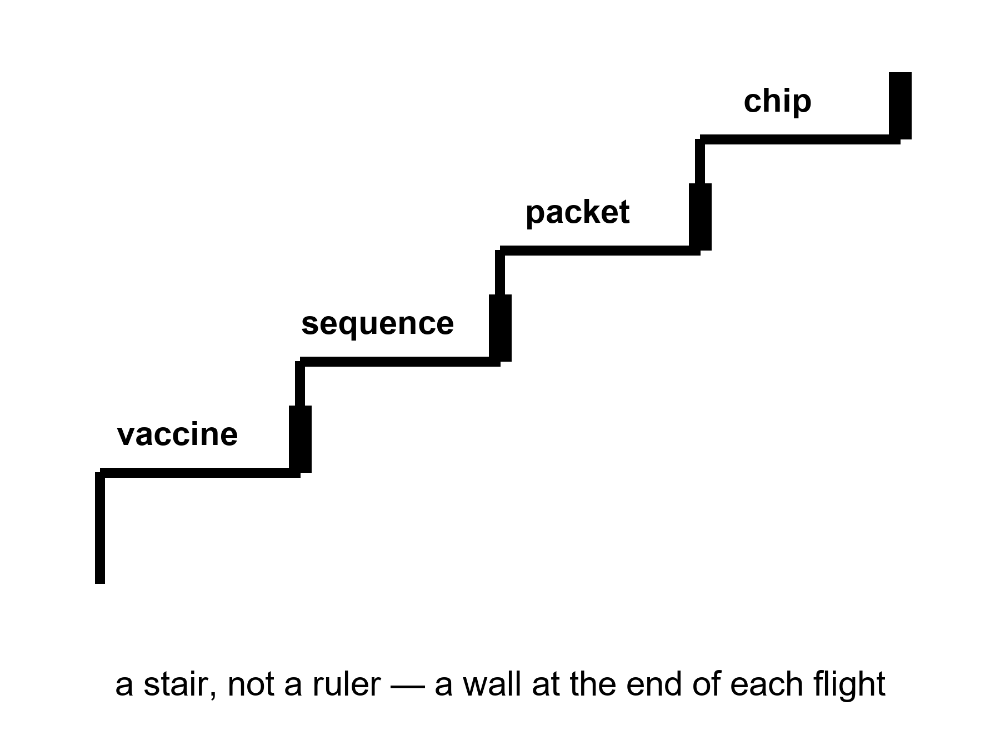 chip
packet
sequence
vaccine
a stair, not a ruler — a wall at the end of each flight